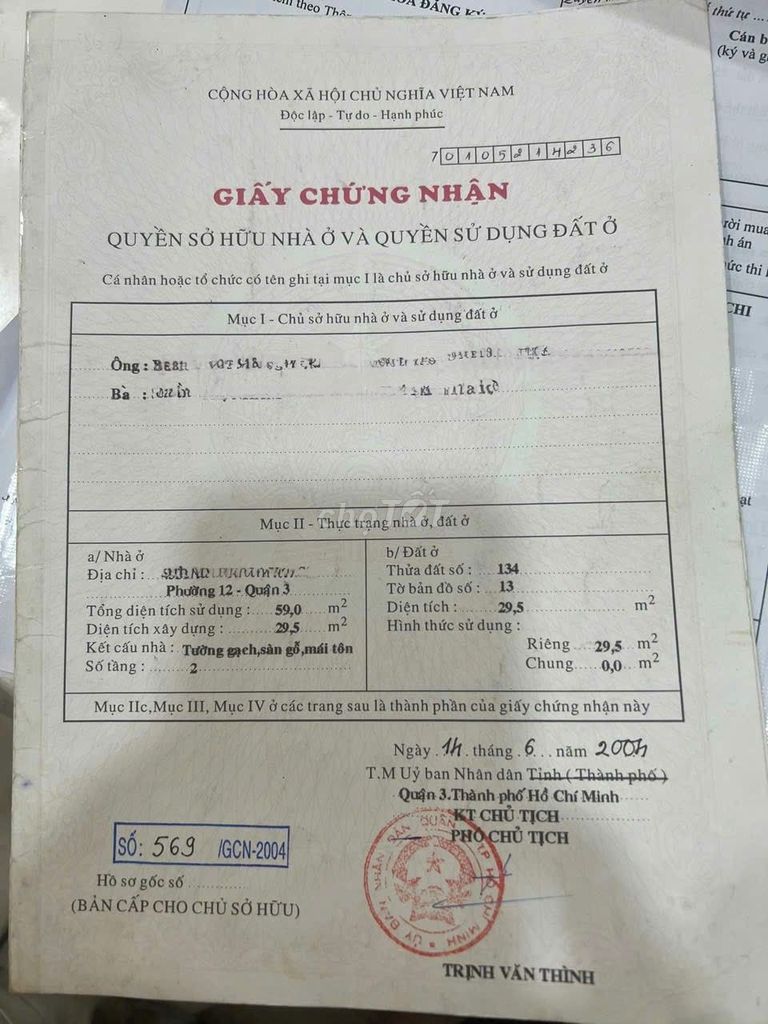 CỘNG HÒA XÃ HỘI CHỦ NGHĨA VIỆT NAM
Độc lập - Tự do - Hạnh phúc
7 0105214236
GIẤY CHỨNG NHẬN
QUYỀN SỞ HỮU NHÀ Ở VÀ QUYỀN SỬ DỤNG ĐẤT Ở
Cá nhân hoặc tổ chức có tên ghi tại mục I là chủ sở hữu nhà ở và sử dụng đất ở
Mục I - Chủ sở hữu nhà ở và sử dụng đất ở
Ông :
Bà :
choTỐT
Mục II - Thực trạng nhà ở, đất ở
a/ Nhà ở
Địa chỉ :
Phường 12 - Quận 3
Tổng diện tích sử dụng : 59,0 m2
Diện tích xây dựng : 29,5 m2
Kết cấu nhà : Tường gạch,sàn gỗ,mái tôn
Số tầng : 2
b/ Đất ở
Thửa đất số : 134
Tờ bản đồ số : 13
Diện tích : 29,5 m2
Hình thức sử dụng :
Riêng 29,5 m2
Chung 0,0 m2
Mục IIc,Mục III, Mục IV ở các trang sau là thành phần của giấy chứng nhận này
Ngày 14 tháng 6 năm 2004
T.M Uỷ ban Nhân dân Tỉnh ( Thành phố )
Quận 3.Thành phố Hồ Chí Minh
KT CHỦ TỊCH
PHÓ CHỦ TỊCH
SỐ: 569 /GCN-2004
Hồ sơ gốc số
(BẢN CẤP CHO CHỦ SỞ HỮU)
TRỊNH VĂN THÌNH